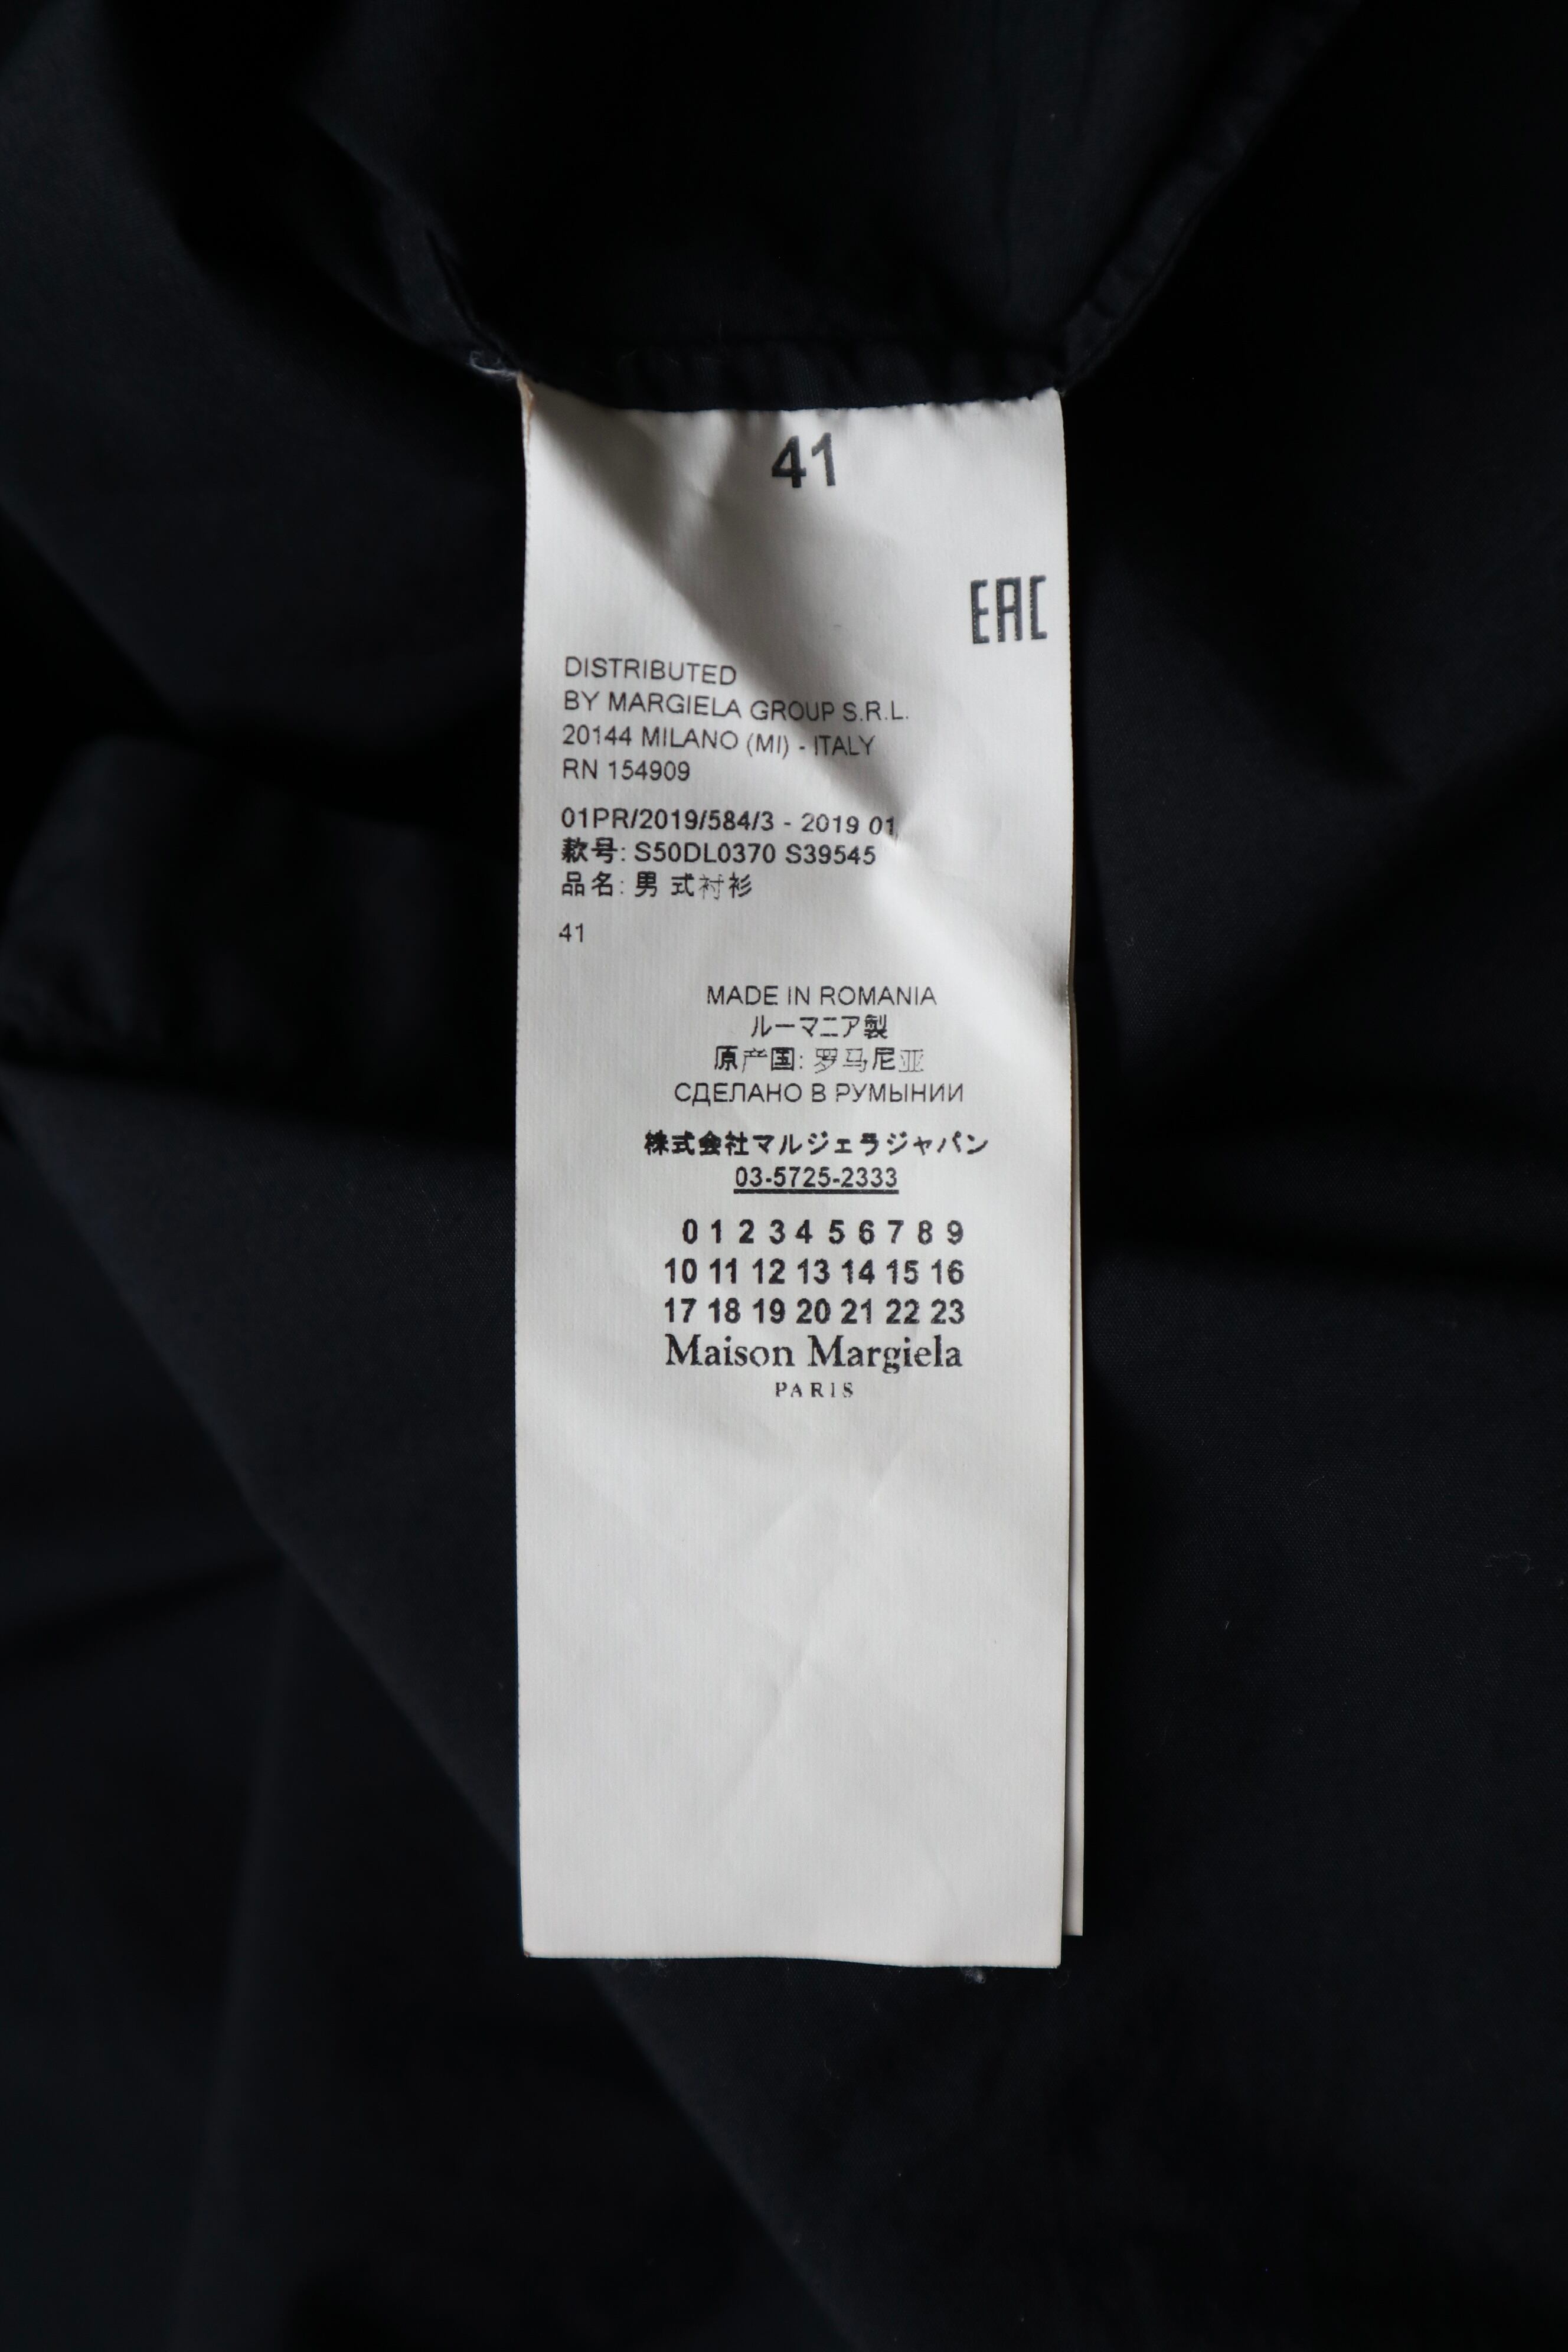 41
EAC
DISTRIBUTED
BY MARGIELA GROUP S.R.L.
20144 MILANO (MI) - ITALY
RN 154909
01PR/2019/584/3 - 2019 01
款号: S50DL0370 S39545
品名: 男 式衬衫
41
MADE IN ROMANIA
ルーマニア製
原产国: 罗马尼亚
СДЕЛАНО В РУМЫНИИ
株式会社マルジェラジャパン
03-5725-2333
0 1 2 3 4 5 6 7 8 9
10 11 12 13 14 15 16
17 18 19 20 21 22 23
Maison Margiela
PARIS